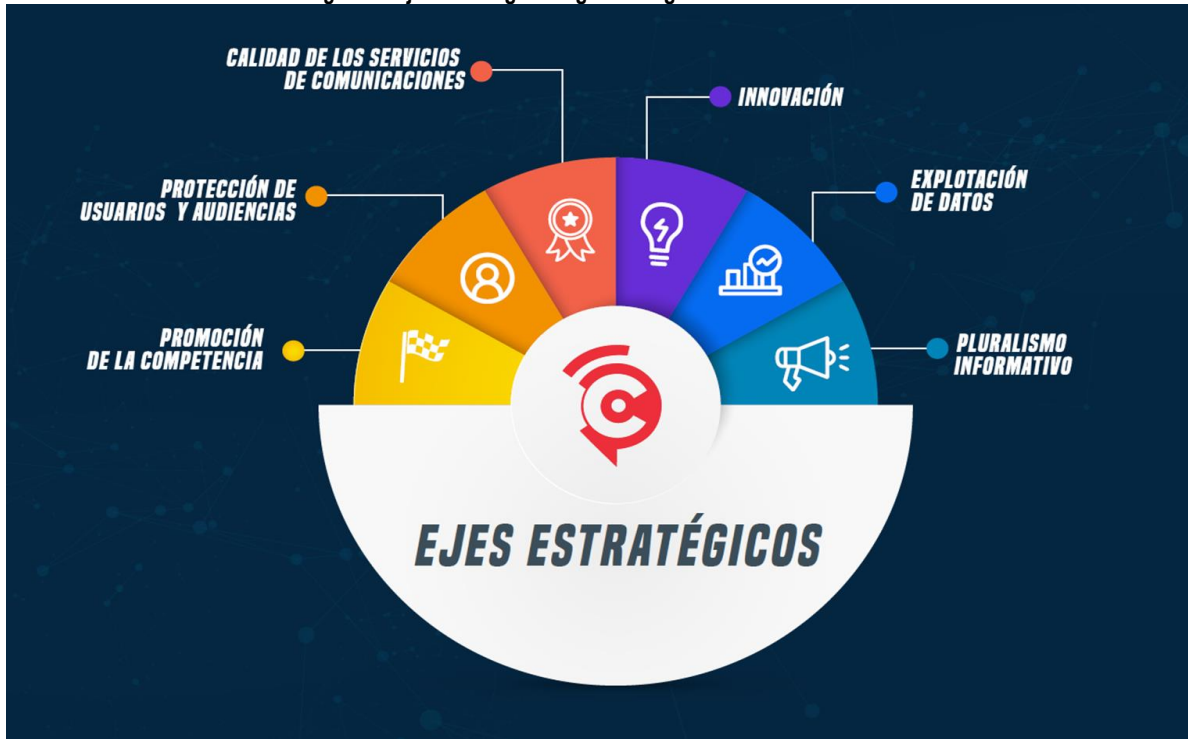 CALIDAD DE LOS SERVICIOS
DE COMUNICACIONES
INNOVACIÓN
PROTECCIÓN DE
USUARIOS Y AUDIENCIAS
EXPLOTACIÓN
DE DATOS
PROMOCIÓN
DE LA COMPETENCIA
PLURALISMO
INFORMATIVO
EJES ESTRATÉGICOS